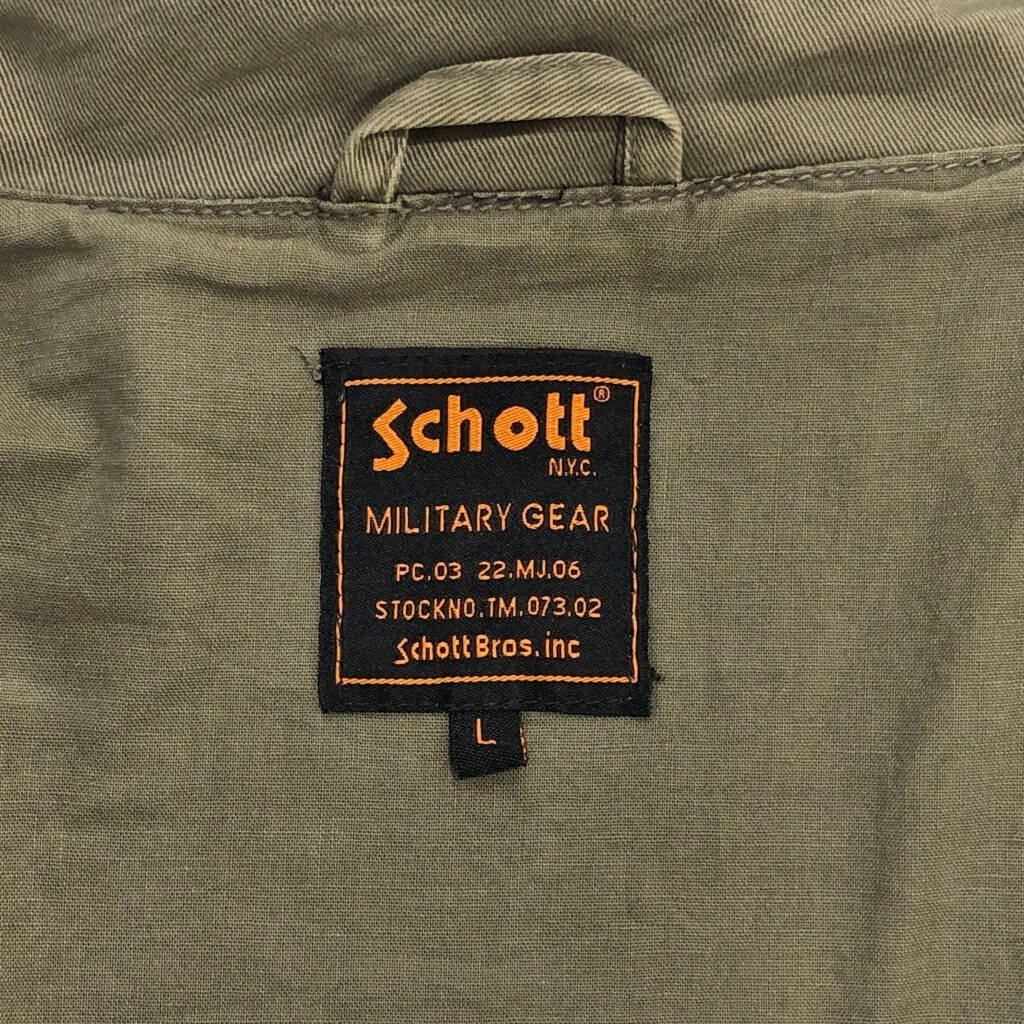 Schott®
N.Y.C.
MILITARY GEAR
PC.03 22.MJ.06
STOCKNO.TM.073.02
SchottBros.inc
L